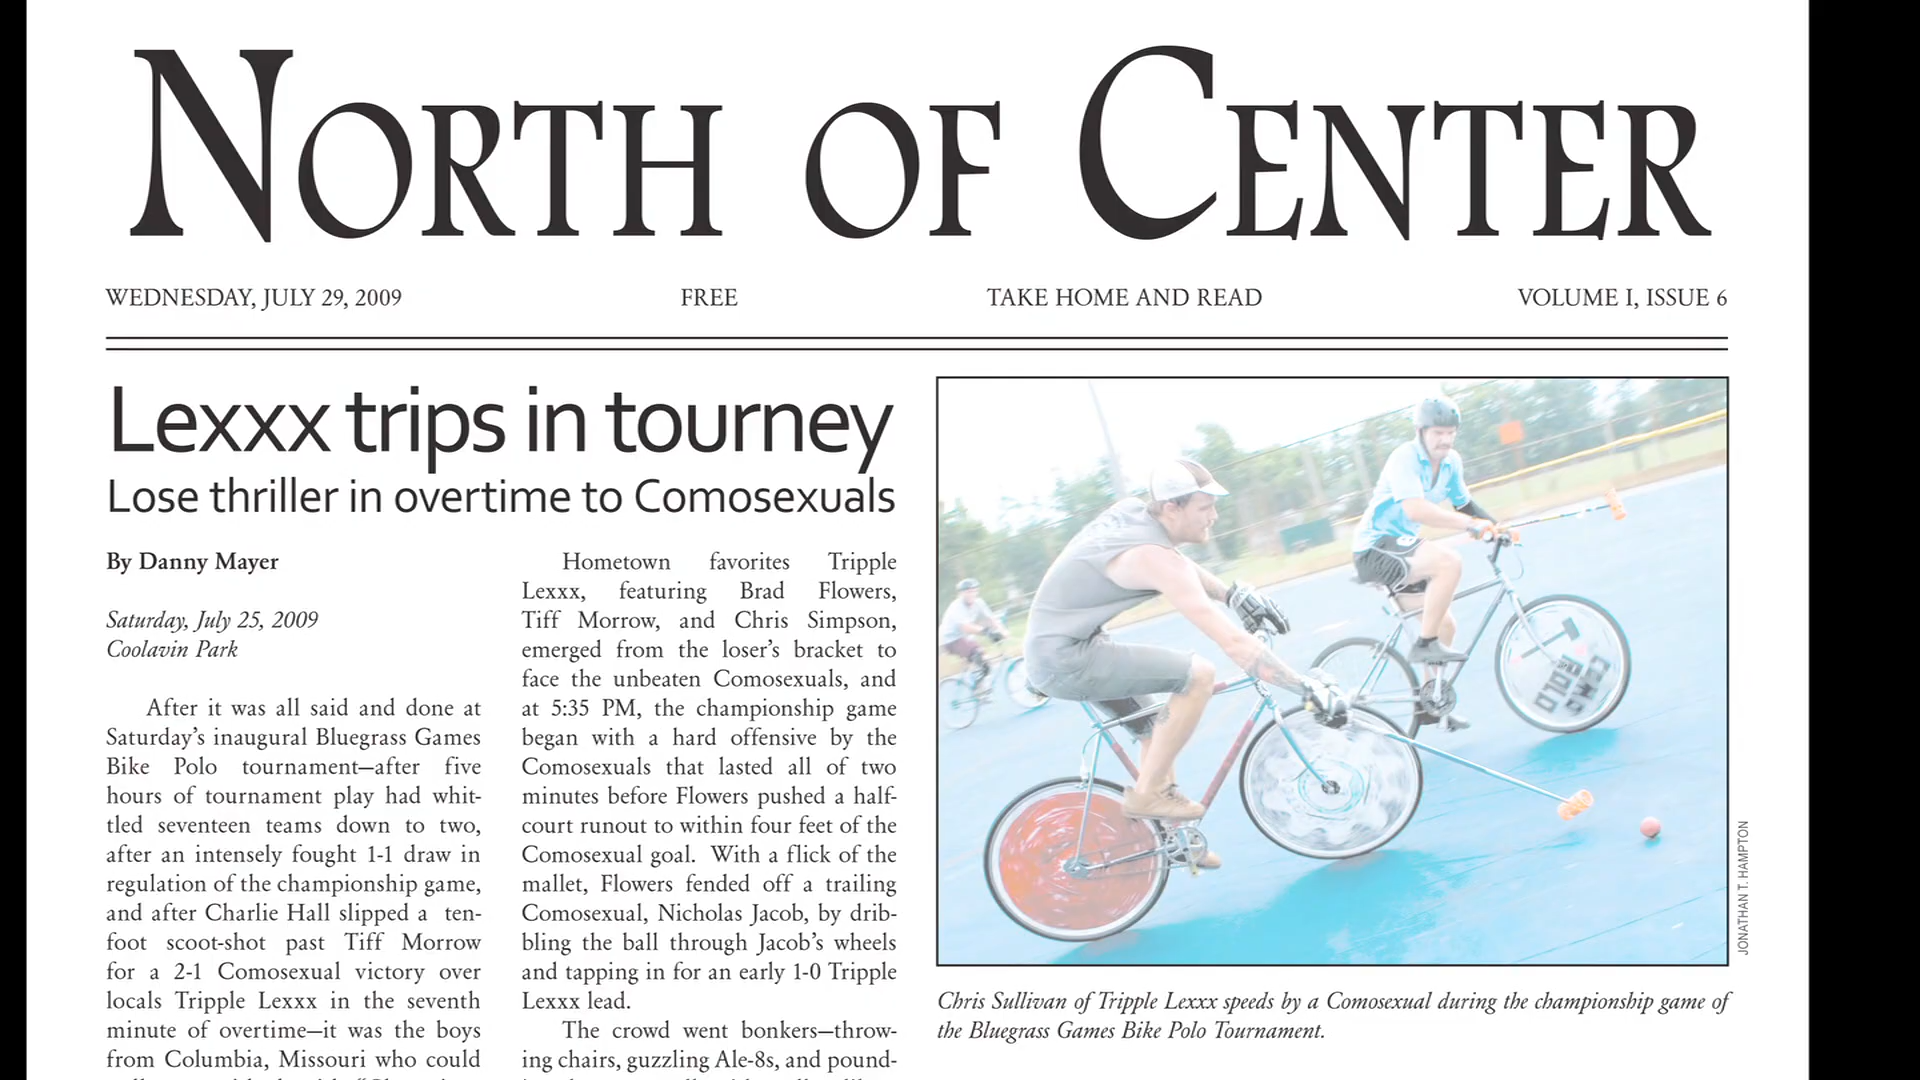 NORTH OF CENTER
WEDNESDAY, JULY 29, 2009 FREE TAKE HOME AND READ VOLUME I, ISSUE 6
Lexxx trips in tourney
Lose thriller in overtime to Comosexuals
By Danny Mayer
Saturday, July 25, 2009
Coolavin Park
After it was all said and done at
Saturday’s inaugural Bluegrass Games
Bike Polo tournament—after five
hours of tournament play had whit-
tled seventeen teams down to two,
after an intensely fought 1-1 draw in
regulation of the championship game,
and after Charlie Hall slipped a ten-
foot scoot-shot past Tiff Morrow
for a 2-1 Comosexual victory over
locals Tripple Lexxx in the seventh
minute of overtime—it was the boys
from Columbia, Missouri who could
Hometown favorites Tripple
Lexxx, featuring Brad Flowers,
Tiff Morrow, and Chris Simpson,
emerged from the loser’s bracket to
face the unbeaten Comosexuals, and
at 5:35 PM, the championship game
began with a hard offensive by the
Comosexuals that lasted all of two
minutes before Flowers pushed a half-
court runout to within four feet of the
Comosexual goal. With a flick of the
mallet, Flowers fended off a trailing
Comosexual, Nicholas Jacob, by drib-
bling the ball through Jacob’s wheels
and tapping in for an early 1-0 Tripple
Lexxx lead.
The crowd went bonkers—throw-
ing chairs, guzzling Ale-8s, and pound-
COMO
POLO
JONATHAN T. HAMPTON
Chris Sullivan of Tripple Lexxx speeds by a Comosexual during the championship game of
the Bluegrass Games Bike Polo Tournament.